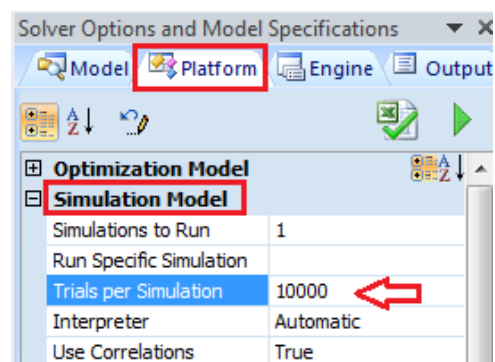 Solver Options and Model Specifications
Model Platform Engine Output
Optimization Model
Simulation Model
Simulations to Run 1
Run Specific Simulation
Trials per Simulation 10000
Interpreter Automatic
Use Correlations True